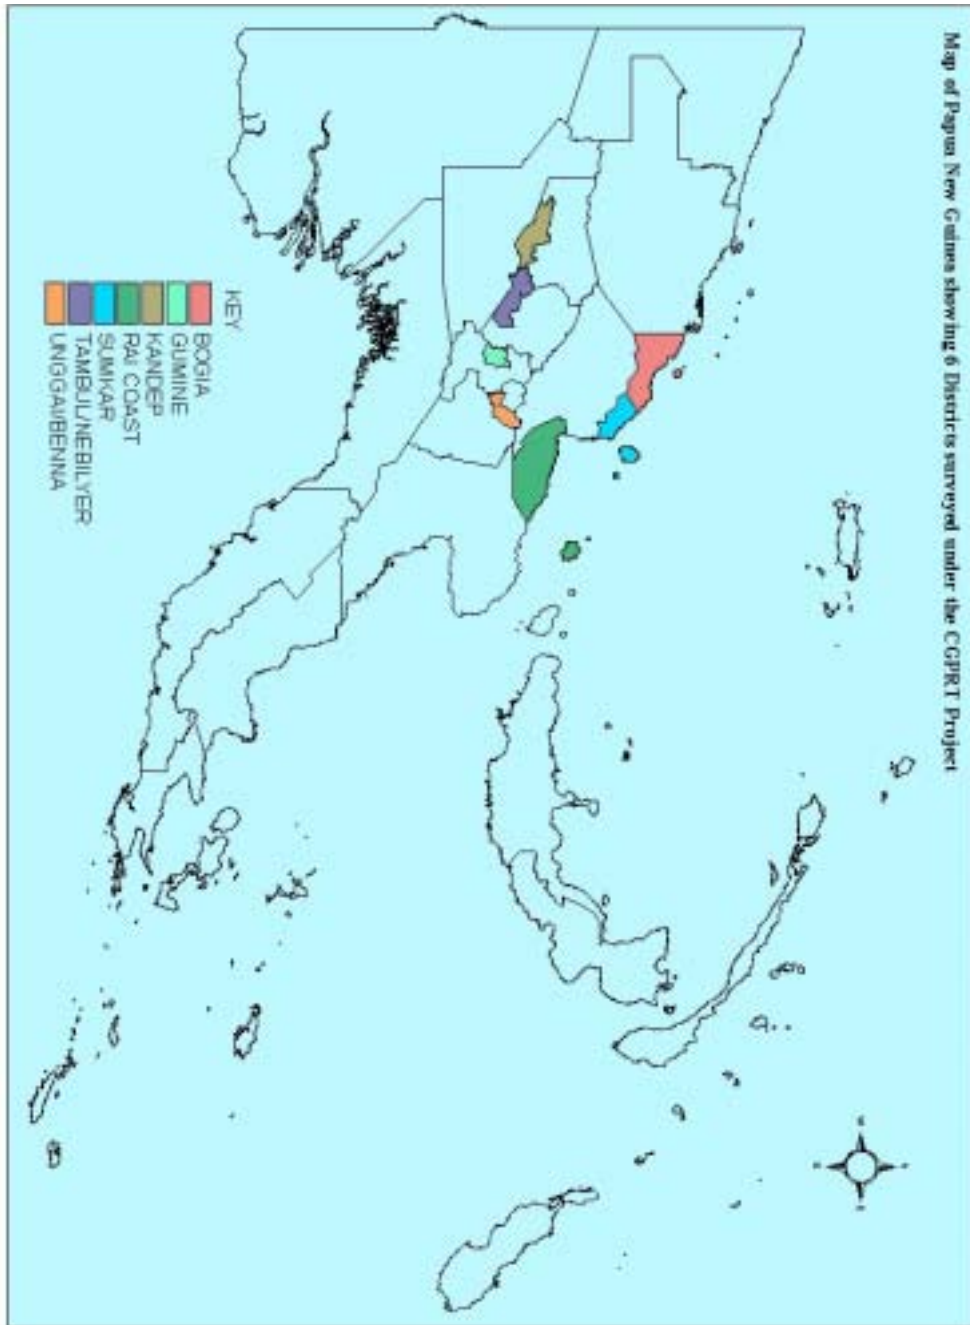 Map of Papua New Guinea showing 6 Districts surveyed under the CGPRT Project
KEY
BOGIA
GUMINE
KANDEP
RAI COAST
SUMKAR
TAMBUL/NEBILYER
UNGGAI/BENNA